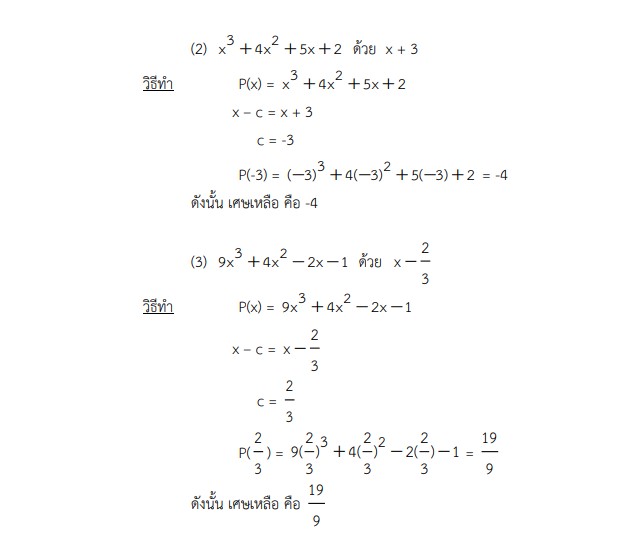 (2) x³ + 4x² + 5x + 2 ด้วย x + 3
วิธีทำ P(x) = x³ + 4x² + 5x + 2
x – c = x + 3
c = -3
P(-3) = (−3)³ + 4(−3)² + 5(−3) + 2 = -4
ดังนั้น เศษเหลือ คือ -4
(3) 9x³ + 4x² − 2x − 1 ด้วย x − 2/3
วิธีทำ P(x) = 9x³ + 4x² − 2x − 1
x – c = x − 2/3
c = 2/3
P(2/3) = 9(2/3)³ + 4(2/3)² − 2(2/3) − 1 = 19/9
ดังนั้น เศษเหลือ คือ 19/9